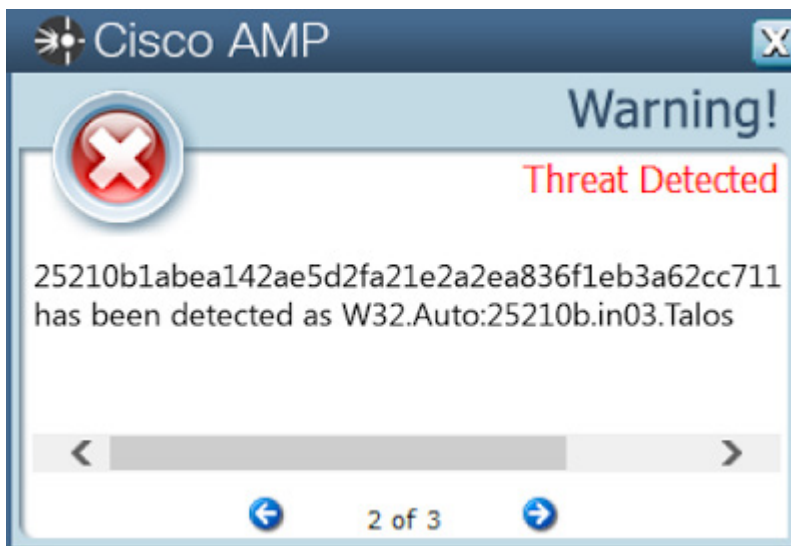 Cisco AMP
X
Warning!
Threat Detected
25210b1abea142ae5d2fa21e2a2ea836f1eb3a62cc711
has been detected as W32.Auto:25210b.in03.Talos
2 of 3